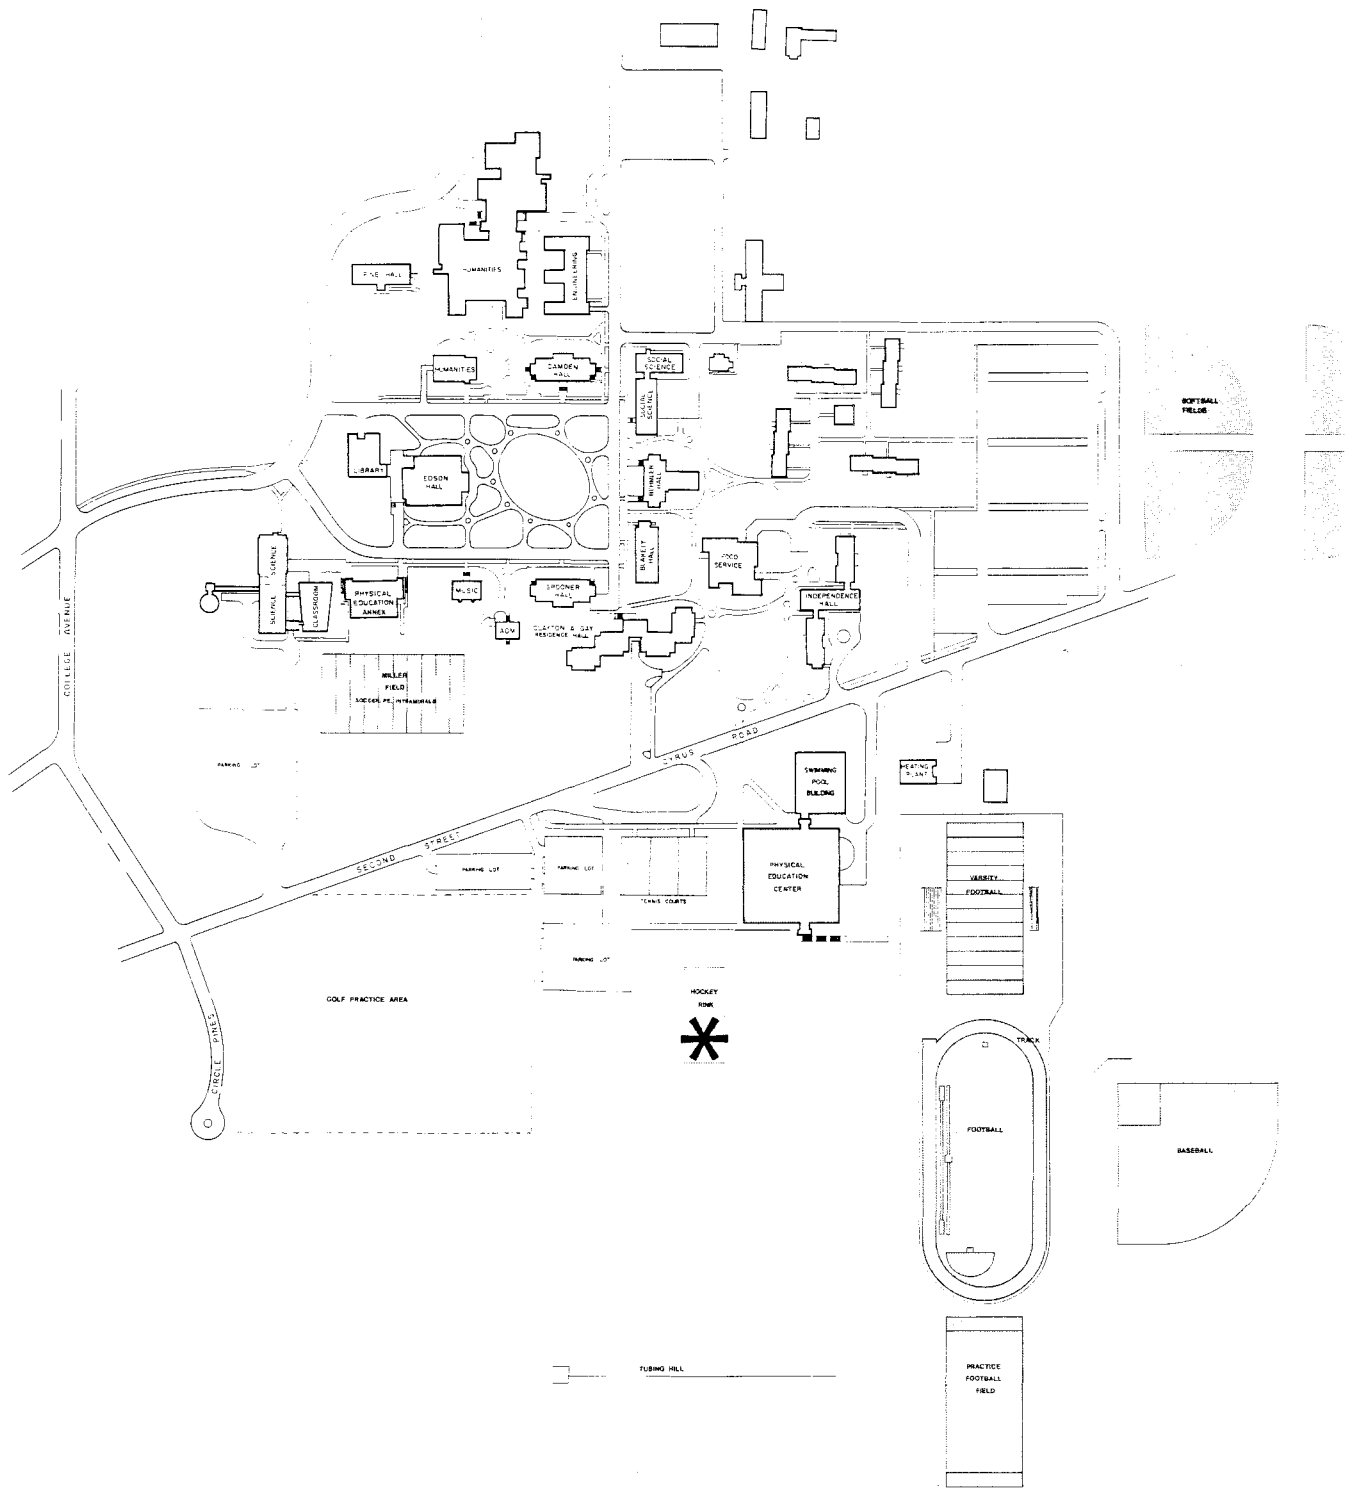 PINE HALL
HUMANITIES
ENGINEERING
HUMANITIES
CAMDEN
HALL
SOCIAL
SCIENCE
SOCIAL
SCIENCE
SOFTBALL
FIELDS
LIBRARY
EDSON
HALL
BEHMLER
HALL
BLAKELY
HALL
FOOD
SERVICE
SCIENCE
SCIENCE
CLASSROOM
PHYSICAL
EDUCATION
ANNEX
MUSIC
SPOONER
HALL
INDEPENDENCE
HALL
ADM
CLAYTON A. GAY
RESIDENCE HALL
COLLEGE AVENUE
MILLER
FIELD
SOCCER, P.E., INTRAMURALS
PARKING LOT
CYRUS ROAD
SWIMMING
POOL
BUILDING
HEATING
PLANT
SECOND STREET
PARKING LOT
PARKING LOT
TENNIS COURTS
PHYSICAL
EDUCATION
CENTER
VARSITY
FOOTBALL
PARKING LOT
GOLF PRACTICE AREA
HOCKEY
RINK
CIRCLE PINES
TRACK
FOOTBALL
BASEBALL
TUBING HILL
PRACTICE
FOOTBALL
FIELD